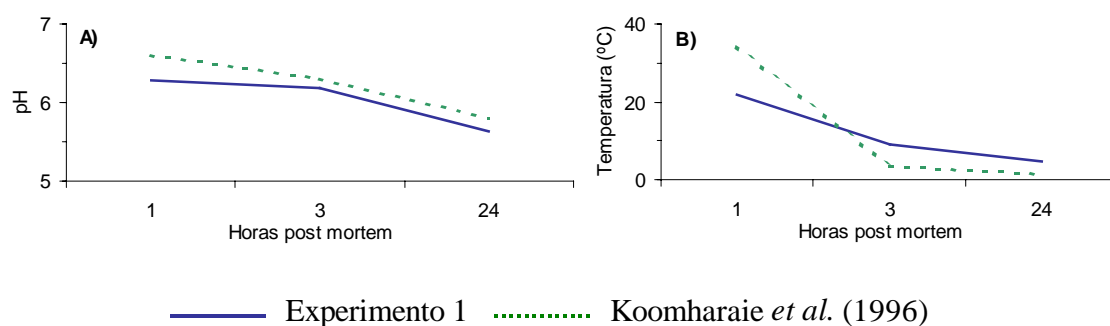 A)
7
6
5
pH
1 3 24
Horas post mortem
B)
40
20
0
Temperatura (ºC)
1 3 24
Horas post mortem
Experimento 1 Koomharaie et al. (1996)